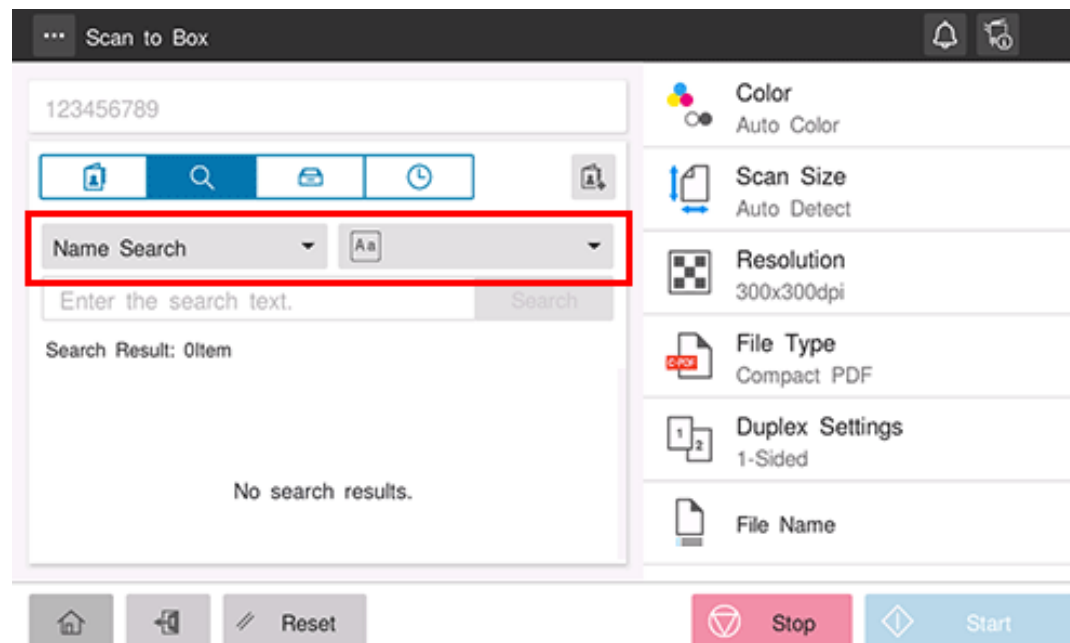 Scan to Box
123456789
Name Search
Aa
Enter the search text.
Search
Search Result: 0Item
No search results.
Color
Auto Color
Scan Size
Auto Detect
Resolution
300x300dpi
C-PDF
File Type
Compact PDF
1
2
Duplex Settings
1-Sided
File Name
Reset
Stop
Start